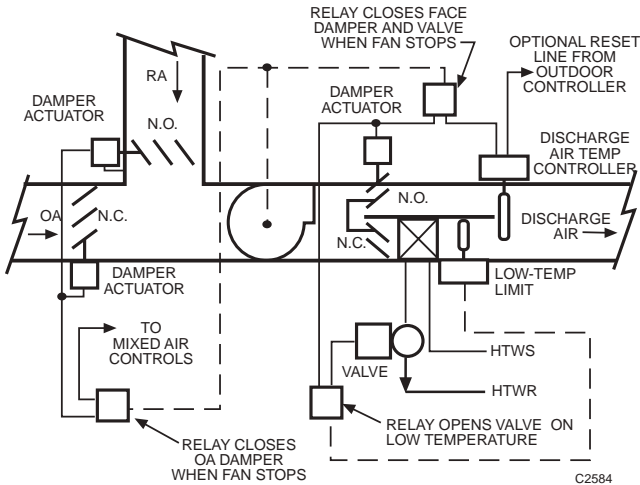 RELAY CLOSES FACE
DAMPER AND VALVE
WHEN FAN STOPS
OPTIONAL RESET
LINE FROM
OUTDOOR
CONTROLLER
RA
DAMPER
ACTUATOR
DAMPER
ACTUATOR
N.O.
DISCHARGE
AIR TEMP
CONTROLLER
OA
N.C.
N.O.
N.C.
DISCHARGE
AIR
DAMPER
ACTUATOR
LOW-TEMP
LIMIT
TO
MIXED AIR
CONTROLS
VALVE
HTWS
HTWR
RELAY CLOSES
OA DAMPER
WHEN FAN STOPS
RELAY OPENS VALVE ON
LOW TEMPERATURE
C2584